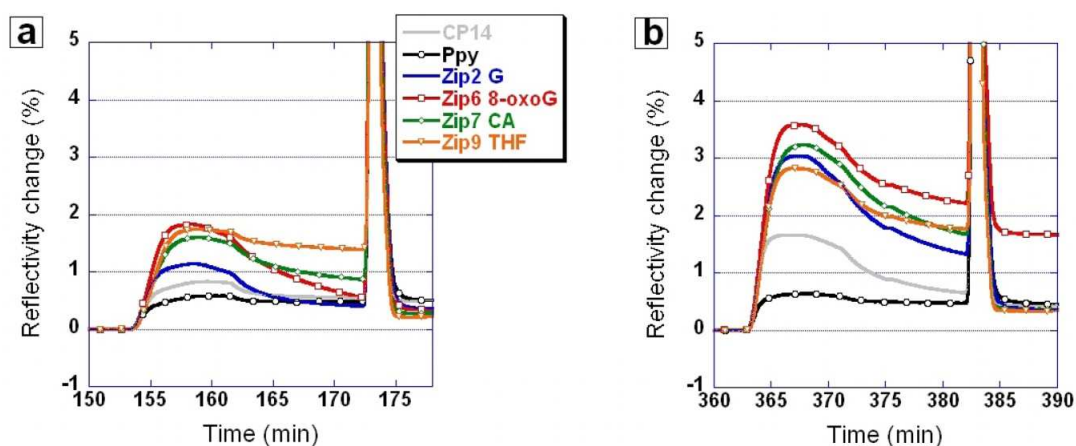 a
b
5
4
3
2
1
0
-1
Reflectivity change (%)
150 155 160 165 170 175
Time (min)
CP14
Ppy
Zip2 G
Zip6 8-oxoG
Zip7 CA
Zip9 THF
5
4
3
2
1
0
-1
Reflectivity change (%)
360 365 370 375 380 385 390
Time (min)